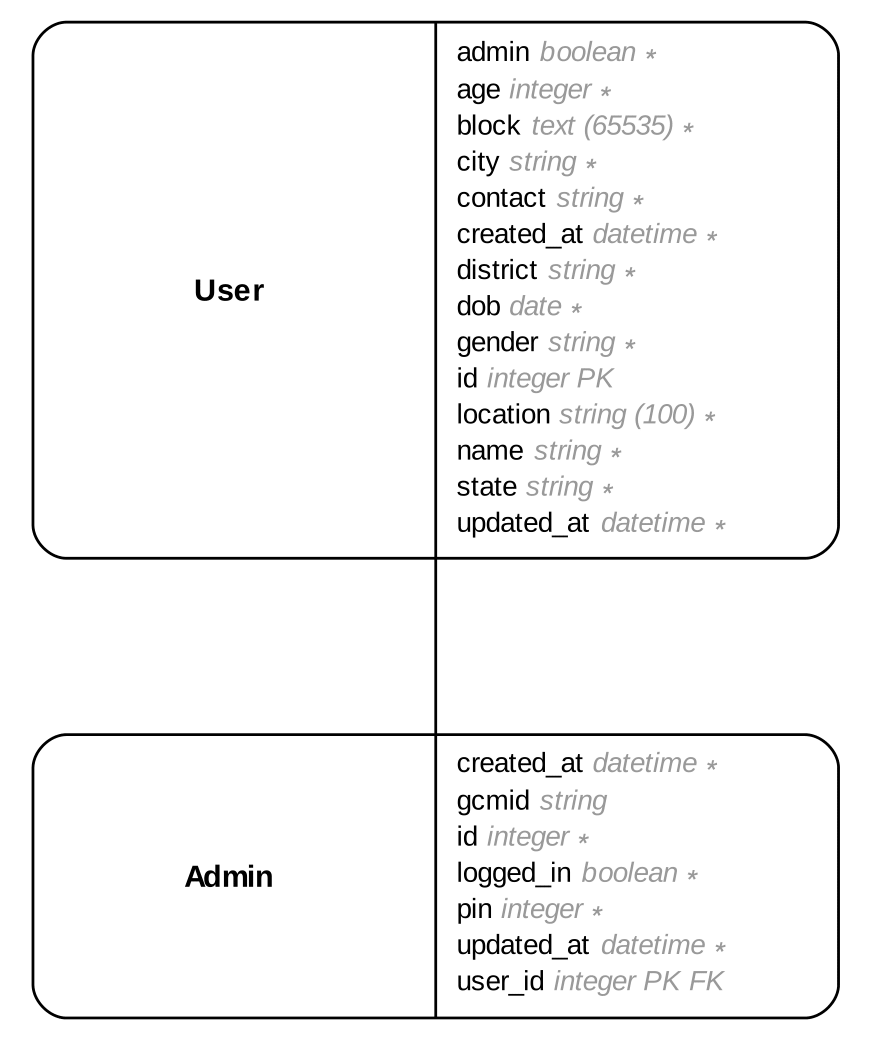 User
admin boolean *
age integer *
block text (65535) *
city string *
contact string *
created_at datetime *
district string *
dob date *
gender string *
id integer PK
location string (100) *
name string *
state string *
updated_at datetime *
Admin
created_at datetime *
gcmid string
id integer *
logged_in boolean *
pin integer *
updated_at datetime *
user_id integer PK FK